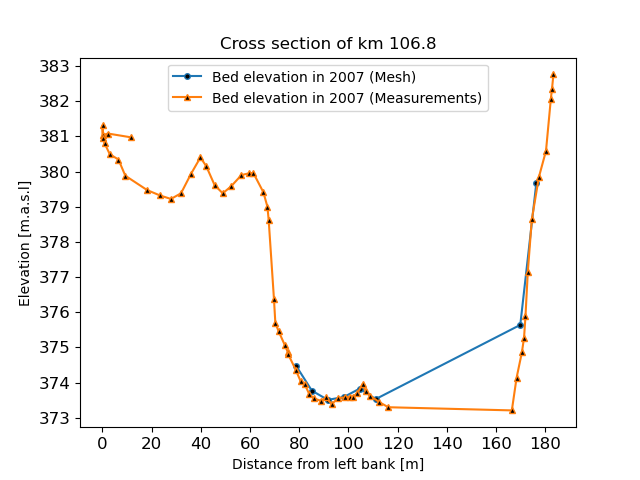 Cross section of km 106.8
Bed elevation in 2007 (Mesh)
Bed elevation in 2007 (Measurements)
Elevation [m.a.s.l]
383
382
381
380
379
378
377
376
375
374
373
0 20 40 60 80 100 120 140 160 180
Distance from left bank [m]